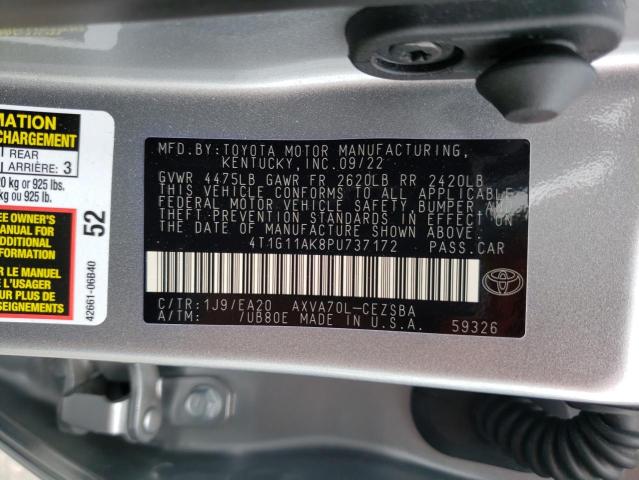 MATION
CHARGEMENT
REAR
ARRIÈRE: 3
0 kg or 925 lbs.
kg ou 925 lbs.
EE OWNER'S
MANUAL FOR
ADDITIONAL
FORMATION
IR LE MANUEL
L'USAGER
PLUS DE
52
42661-06B40
MFD.BY:TOYOTA MOTOR MANUFACTURING,
KENTUCKY, INC.09/22
GVWR 4475LB GAWR FR 2620LB RR 2420LB
THIS VEHICLE CONFORMS TO ALL APPLICABLE
FEDERAL MOTOR VEHICLE SAFETY, BUMPER, AND
THEFT PREVENTION STANDARDS IN EFFECT ON
THE DATE OF MANUFACTURE SHOWN ABOVE.
4T1G11AK8PU737172 PASS.CAR
C/TR:1J9/EA20 AXVA70L-CEZSBA
A/TM: /UB80E MADE IN U.S.A.
59326